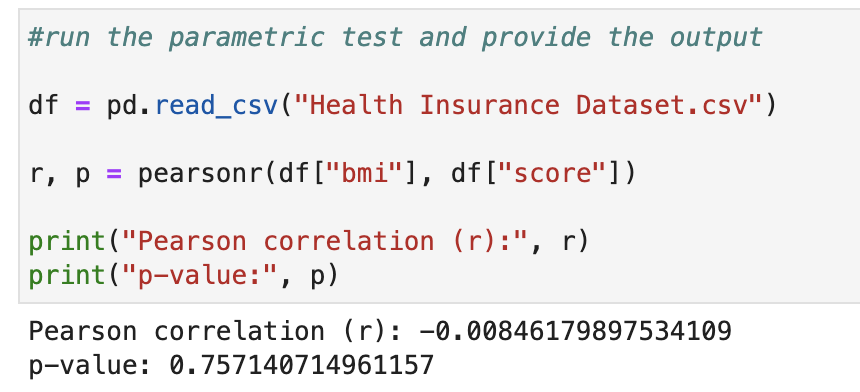 #run the parametric test and provide the output
df = pd.read_csv("Health Insurance Dataset.csv")
r, p = pearsonr(df["bmi"], df["score"])
print("Pearson correlation (r):", r)
print("p-value:", p)
Pearson correlation (r): -0.00846179897534109
p-value: 0.757140714961157